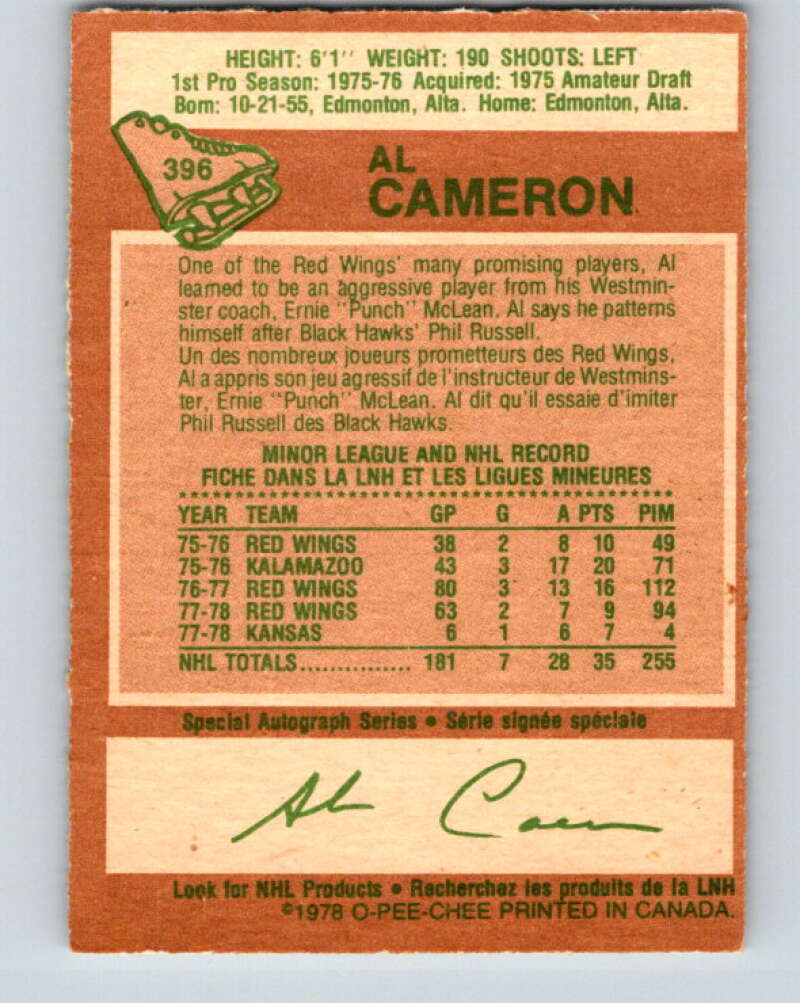 HEIGHT: 6'1'' WEIGHT: 190 SHOOTS: LEFT
1st Pro Season: 1975-76 Acquired: 1975 Amateur Draft
Born: 10-21-55, Edmonton, Alta. Home: Edmonton, Alta.
396
AL
CAMERON
One of the Red Wings' many promising players, Al
learned to be an aggressive player from his Westmin-
ster coach, Ernie "Punch" McLean. Al says he patterns
himself after Black Hawks' Phil Russell.
Un des nombreux joueurs prometteurs des Red Wings,
Al a appris son jeu agressif de l'instructeur de Westmins-
ter, Ernie "Punch" McLean. Al dit qu'il essaie d'imiter
Phil Russell des Black Hawks.
MINOR LEAGUE AND NHL RECORD
FICHE DANS LA LNH ET LES LIGUES MINEURES
YEAR TEAM GP G A PTS PIM
75-76 RED WINGS 38 2 8 10 49
75-76 KALAMAZOO 43 3 17 20 71
76-77 RED WINGS 80 3 13 16 112
77-78 RED WINGS 63 2 7 9 94
77-78 KANSAS 6 1 6 7 4
NHL TOTALS............... 181 7 28 35 255
Special Autograph Series • Série signée spéciale
Al Cameron
Look for NHL Products • Recherchez les produits de la LNH
©1978 O-PEE-CHEE PRINTED IN CANADA.